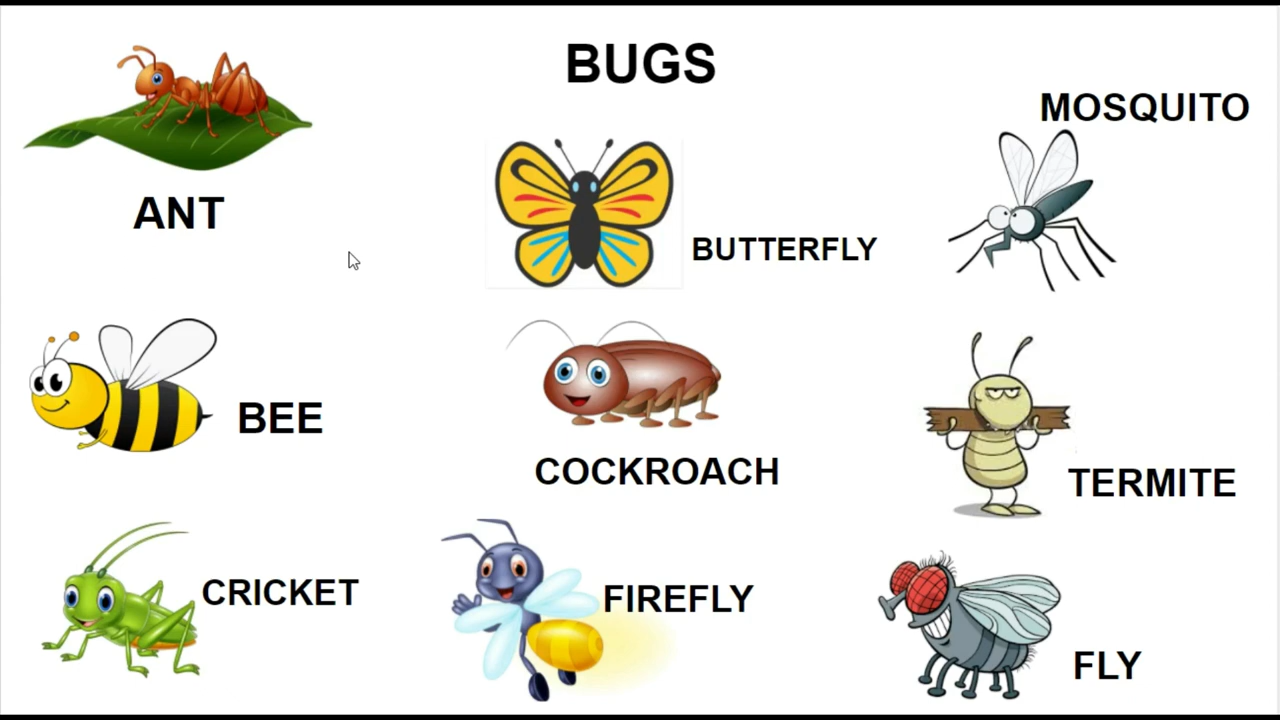 BUGS
MOSQUITO
ANT
BUTTERFLY
BEE
COCKROACH
TERMITE
CRICKET
FIREFLY
FLY